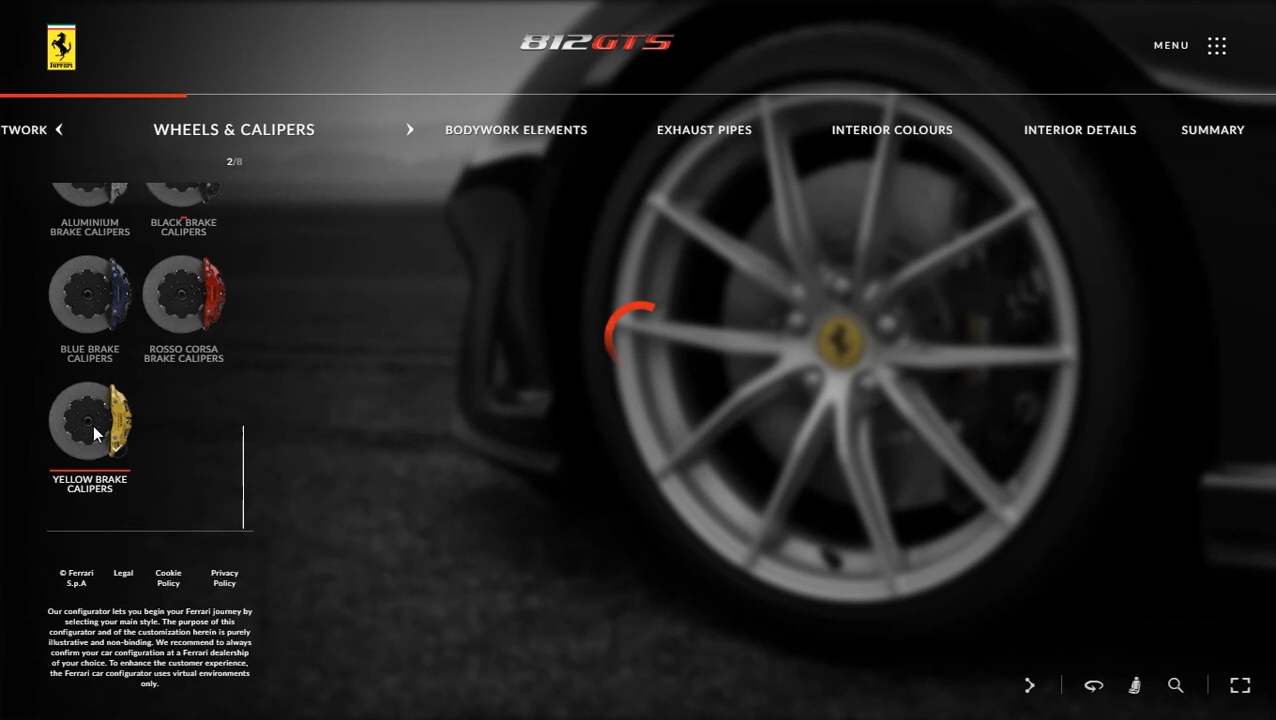 Ferrari
812GTS
MENU
TWORK
WHEELS & CALIPERS
BODYWORK ELEMENTS
EXHAUST PIPES
INTERIOR COLOURS
INTERIOR DETAILS
SUMMARY
2/8
ALUMINIUM
BRAKE CALIPERS
BLACK BRAKE
CALIPERS
BLUE BRAKE
CALIPERS
ROSSO CORSA
BRAKE CALIPERS
YELLOW BRAKE
CALIPERS
© Ferrari
S.p.A
Legal
Cookie
Policy
Privacy
Policy
Our configurator lets you begin your Ferrari journey by
selecting your main style. The purpose of this
configurator and of the customization herein is purely
illustrative and non-binding. We recommend to always
confirm your car configuration at a Ferrari dealership
of your choice. To enhance the customer experience,
the Ferrari car configurator uses virtual environments
only.